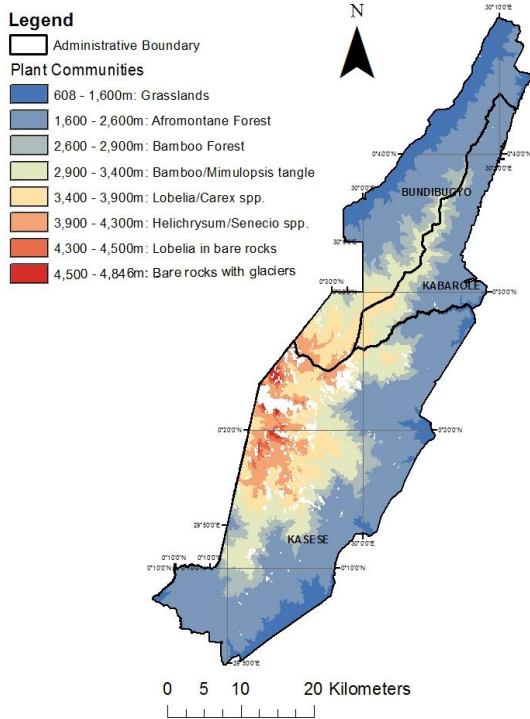 Legend
Administrative Boundary
Plant Communities
608 - 1,600m: Grasslands
1,600 - 2,600m: Afromontane Forest
2,600 - 2,900m: Bamboo Forest
2,900 - 3,400m: Bamboo/Mimulopsis tangle
3,400 - 3,900m: Lobelia/Carex spp.
3,900 - 4,300m: Helichrysum/Senecio spp.
4,300 - 4,500m: Lobelia in bare rocks
4,500 - 4,846m: Bare rocks with glaciers
N
30°10'0"E
0°40'0"N
0°40'0"N
30°0'0"E
BUNDIBUGYO
KABAROLE
0°30'0"N
0°30'0"N
0°20'0"N
0°20'0"N
29°50'0"E
KASESE
30°0'0"E
0°10'0"N
0°10'0"N
0°10'0"N
29°50'0"E
0 5 10 20 Kilometers